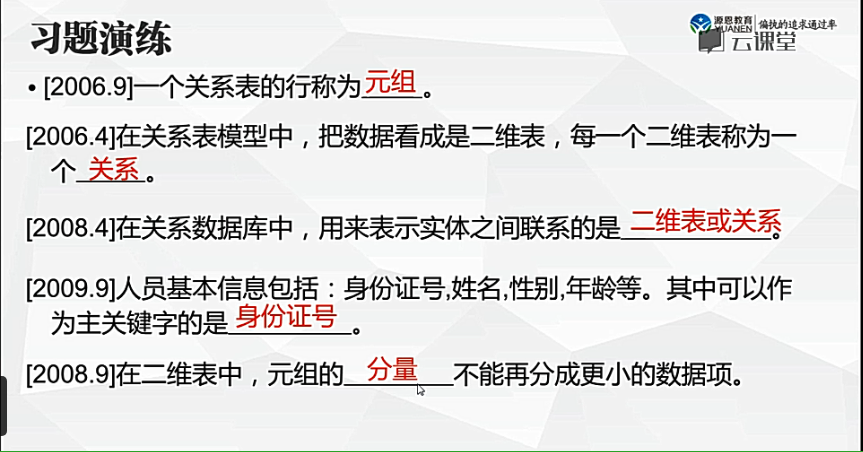 习题演练
源恩教育
YUANEN
偏执的追求通过率
云课堂
• [2006.9]一个关系表的行称为 元组 。
[2006.4]在关系表模型中，把数据看成是二维表，每一个二维表称为一
个 关系 。
[2008.4]在关系数据库中，用来表示实体之间联系的是 二维表或关系 。
[2009.9]人员基本信息包括：身份证号,姓名,性别,年龄等。其中可以作
为主关键字的是 身份证号 。
[2008.9]在二维表中，元组的 分量 不能再分成更小的数据项。